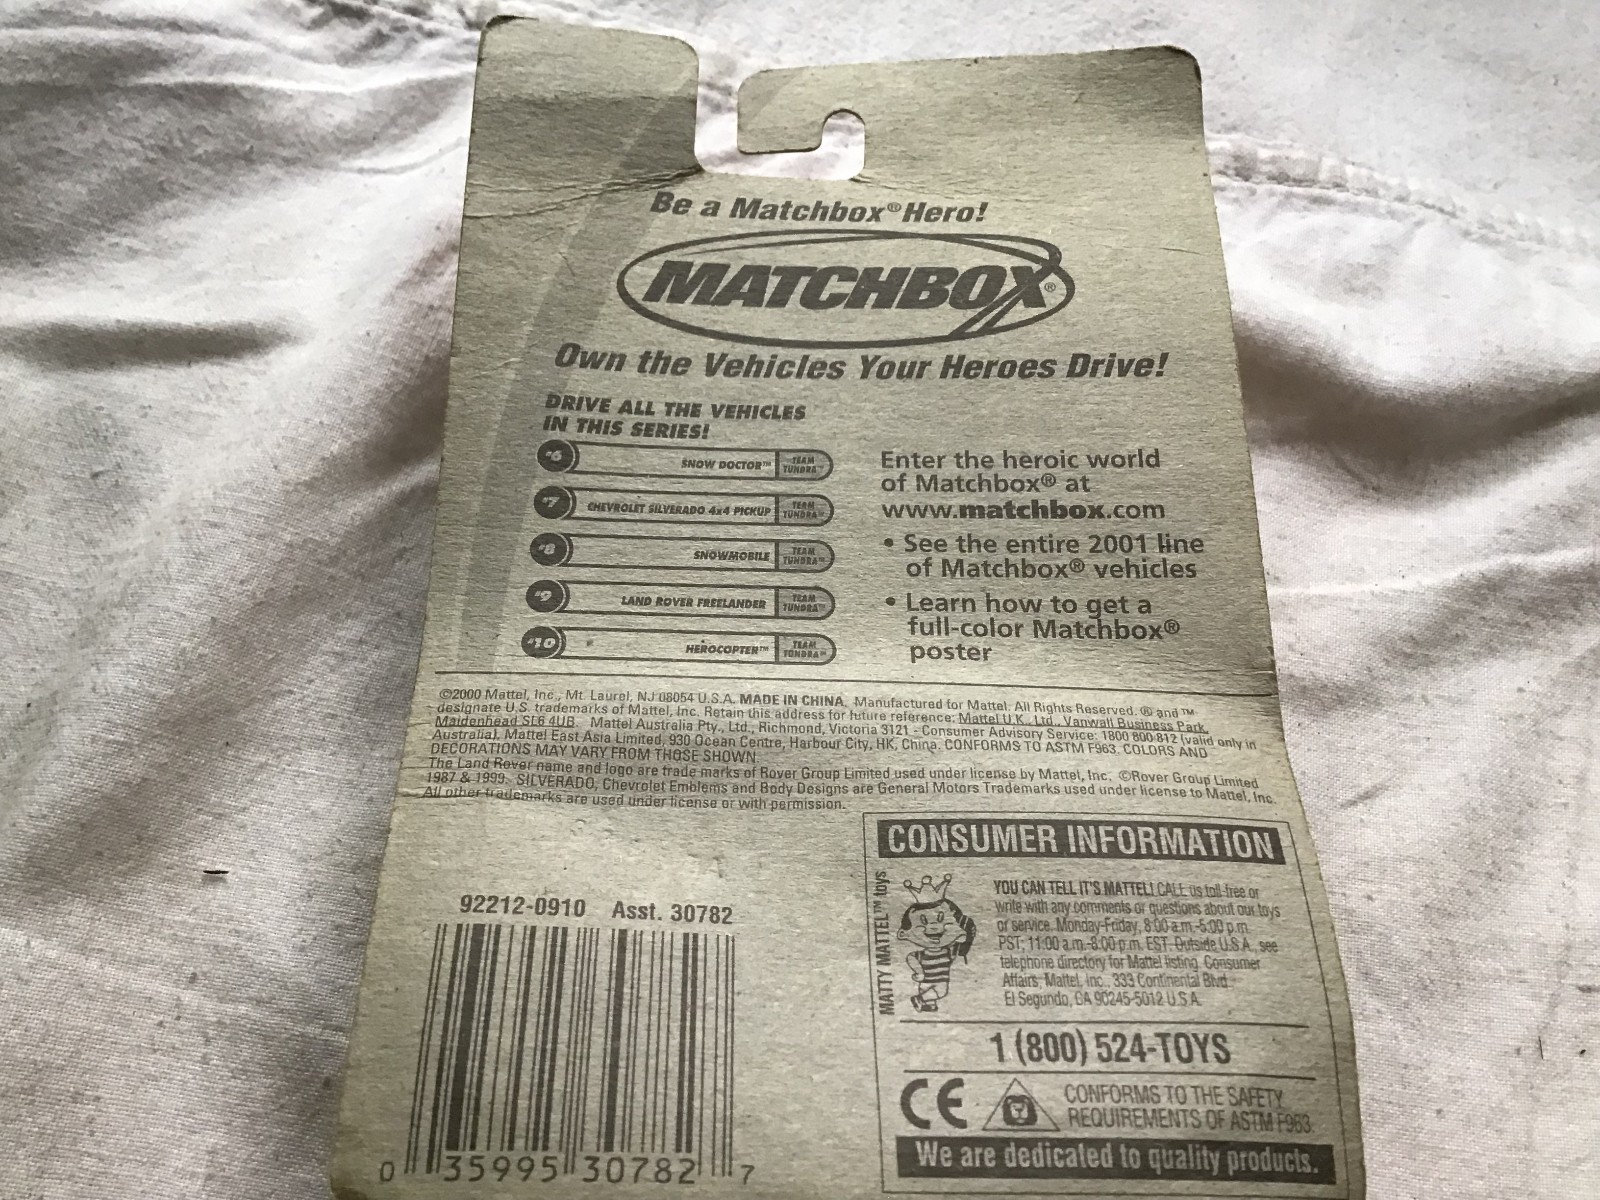 Be a Matchbox® Hero!
MATCHBOX®
Own the Vehicles Your Heroes Drive!
DRIVE ALL THE VEHICLES
IN THIS SERIES!
#6 SNOW DOCTOR™ TEAM TUNDRA™
#7 CHEVROLET SILVERADO 4x4 PICKUP TEAM TUNDRA™
#8 SNOWMOBILE TEAM TUNDRA™
#9 LAND ROVER FREELANDER TEAM TUNDRA™
#10 HEROCOPTER™ TEAM TUNDRA™
Enter the heroic world
of Matchbox® at
www.matchbox.com
• See the entire 2001 line
of Matchbox® vehicles
• Learn how to get a
full-color Matchbox®
poster
©2000 Mattel, Inc., Mt. Laurel, NJ 08054 U.S.A. MADE IN CHINA. Manufactured for Mattel. All Rights Reserved. ® and ™
designate U.S. trademarks of Mattel, Inc. Retain this address for future reference: Mattel U.K. Ltd., Vanwall Business Park,
Maidenhead SL6 4UB. Mattel Australia Pty., Ltd., Richmond, Victoria 3121 - Consumer Advisory Service: 1800 800 812 (valid only in
Australia). Mattel East Asia Limited, 930 Ocean Centre, Harbour City, HK, China. CONFORMS TO ASTM F963. COLORS AND
DECORATIONS MAY VARY FROM THOSE SHOWN.
The Land Rover name and logo are trade marks of Rover Group Limited used under license by Mattel, Inc. ©Rover Group Limited
1987 & 1999. SILVERADO, Chevrolet Emblems and Body Designs are General Motors Trademarks used under license to Mattel, Inc.
All other trademarks are used under license or with permission.
92212-0910 Asst. 30782
0 35995 30782 7
CONSUMER INFORMATION
MATTY MATTEL™ toys
YOU CAN TELL IT'S MATTEL! CALL us toll-free or
write with any comments or questions about our toys
or service. Monday-Friday, 8:00 a.m.-5:00 p.m.
PST; 11:00 a.m.-8:00 p.m. EST. Outside U.S.A., see
telephone directory for Mattel listing. Consumer
Affairs, Mattel, Inc., 333 Continental Blvd.
El Segundo, CA 90245-5012 U.S.A.
1 (800) 524-TOYS
CE
CONFORMS TO THE SAFETY
REQUIREMENTS OF ASTM F963.
We are dedicated to quality products.